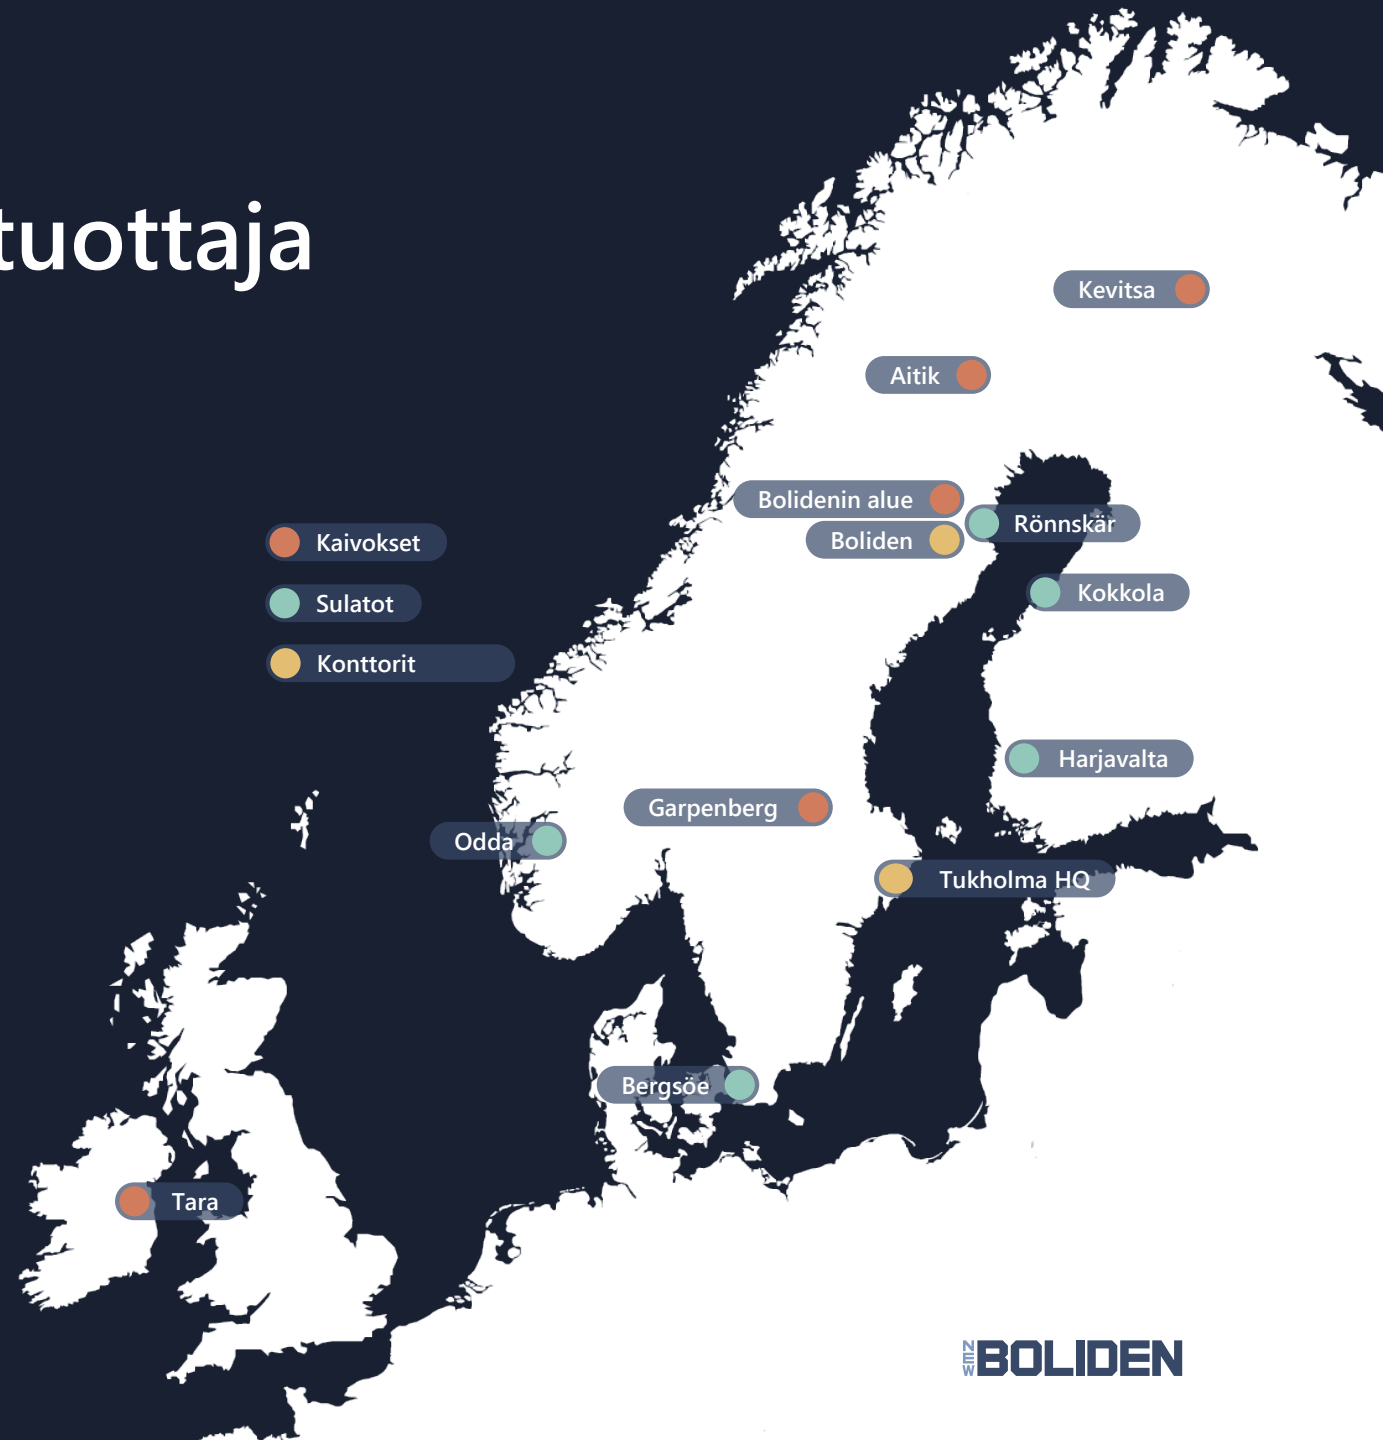 tuottaja
Kevitsa
Aitik
Bolidenin alue
Rönnskär
Boliden
Kaivokset
Kokkola
Sulatot
Konttorit
Harjavalta
Garpenberg
Odda
Tukholma HQ
Bergsöe
Tara
NEW BOLIDEN